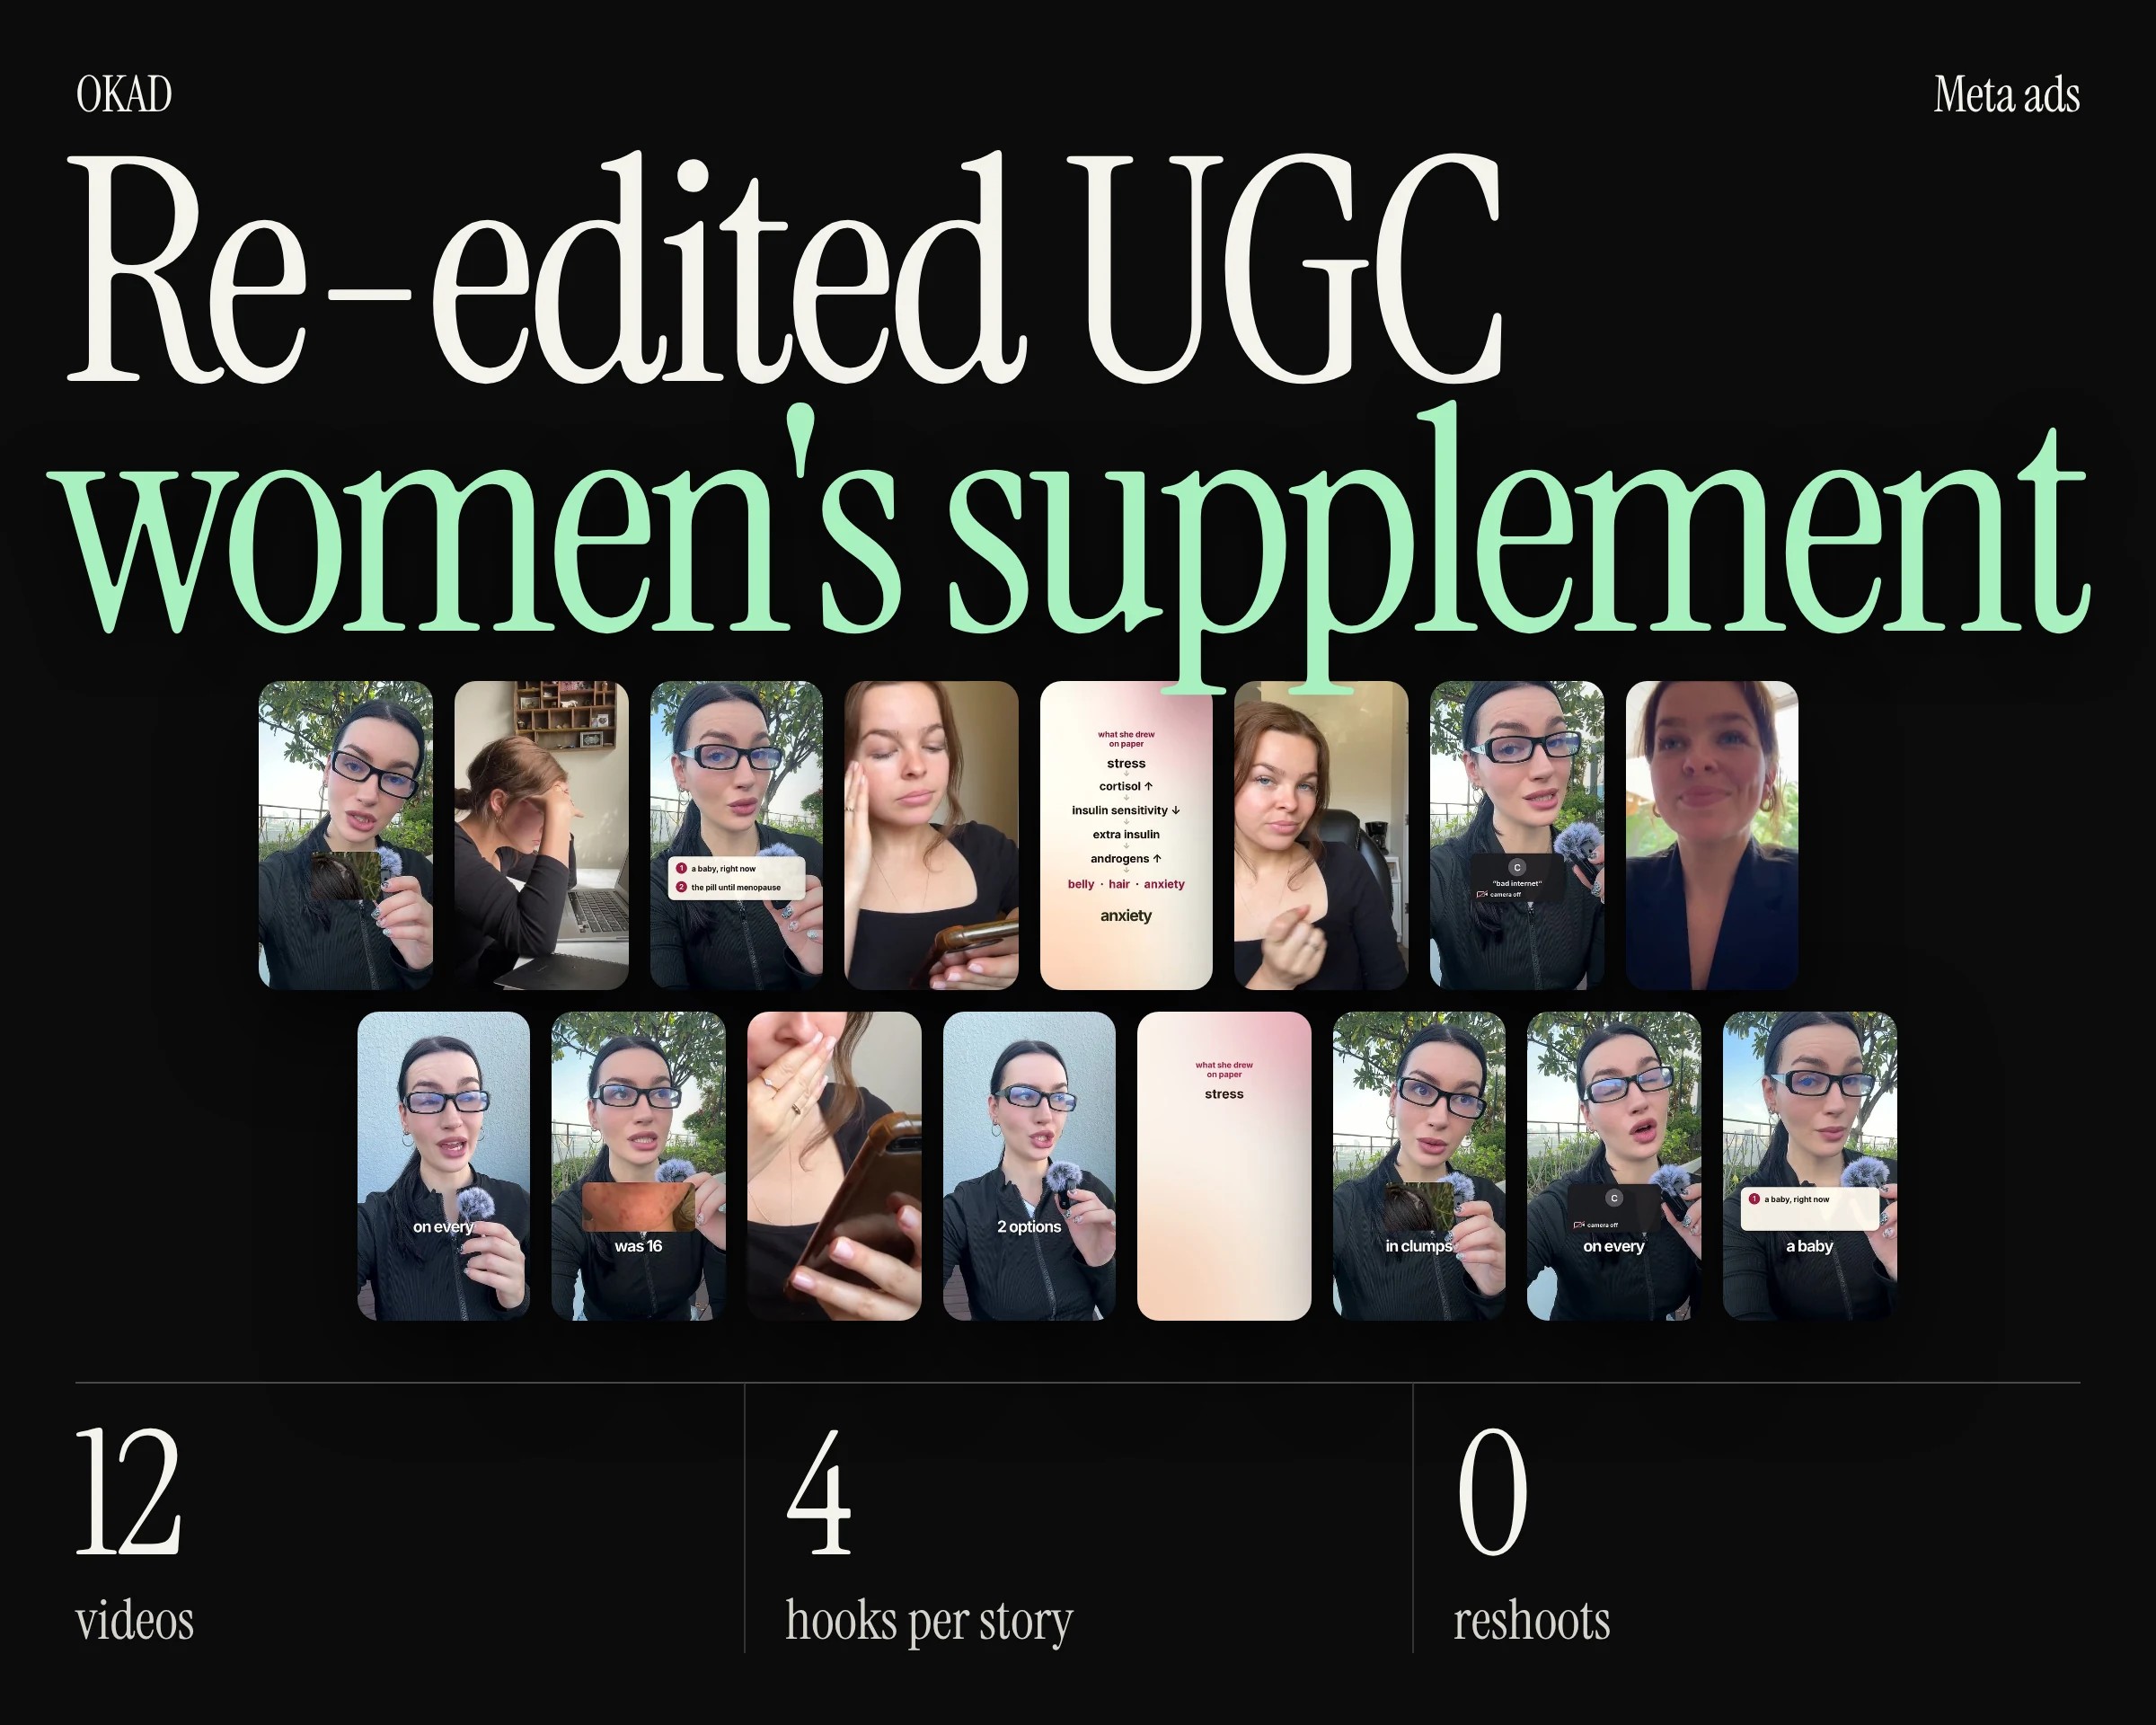 OKAD
Meta ads
Re-edited UGC
women's supplement
1 a baby, right now
2 the pill until menopause
what she drew
on paper
stress
cortisol ↑
insulin sensitivity ↓
extra insulin
androgens ↑
belly · hair · anxiety
anxiety
C
"bad internet"
camera off
on every
was 16
2 options
what she drew
on paper
stress
in clumps
C
camera off
on every
1 a baby, right now
a baby
12
videos
4
hooks per story
0
reshoots